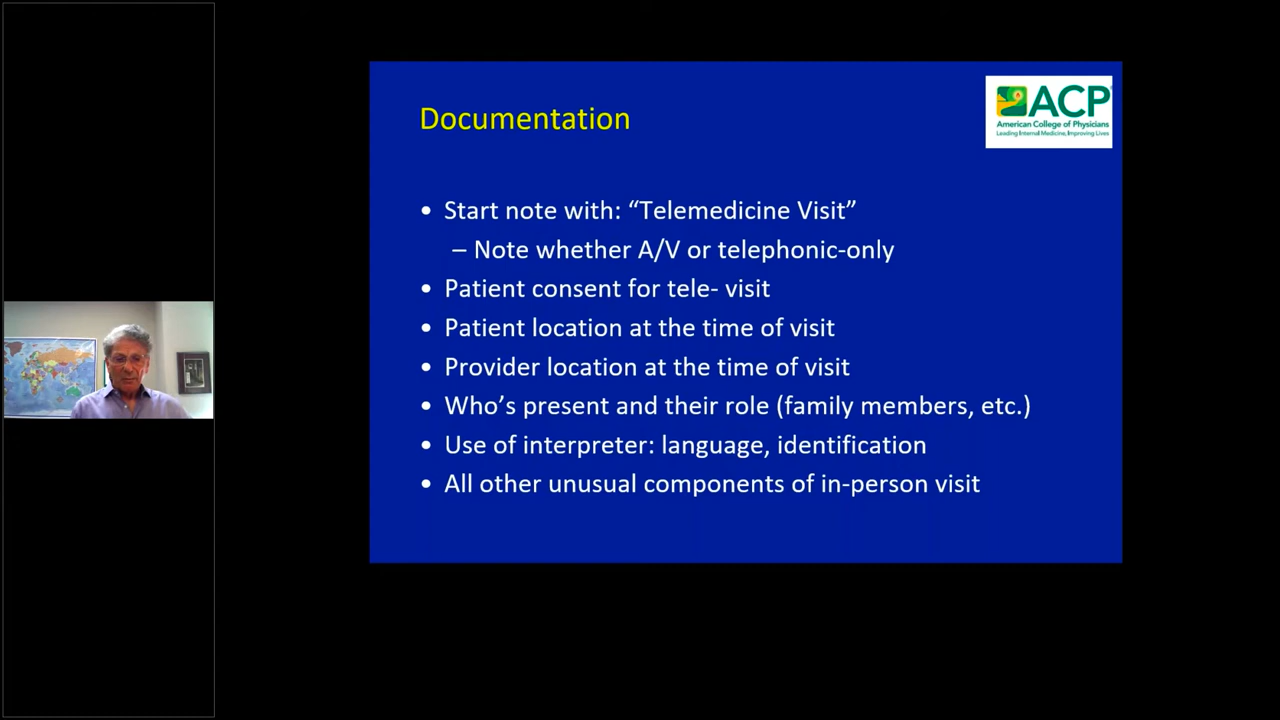 Documentation
ACP
American College of Physicians
Leading Internal Medicine, Improving Lives
• Start note with: “Telemedicine Visit”
– Note whether A/V or telephonic-only
• Patient consent for tele- visit
• Patient location at the time of visit
• Provider location at the time of visit
• Who’s present and their role (family members, etc.)
• Use of interpreter: language, identification
• All other unusual components of in-person visit